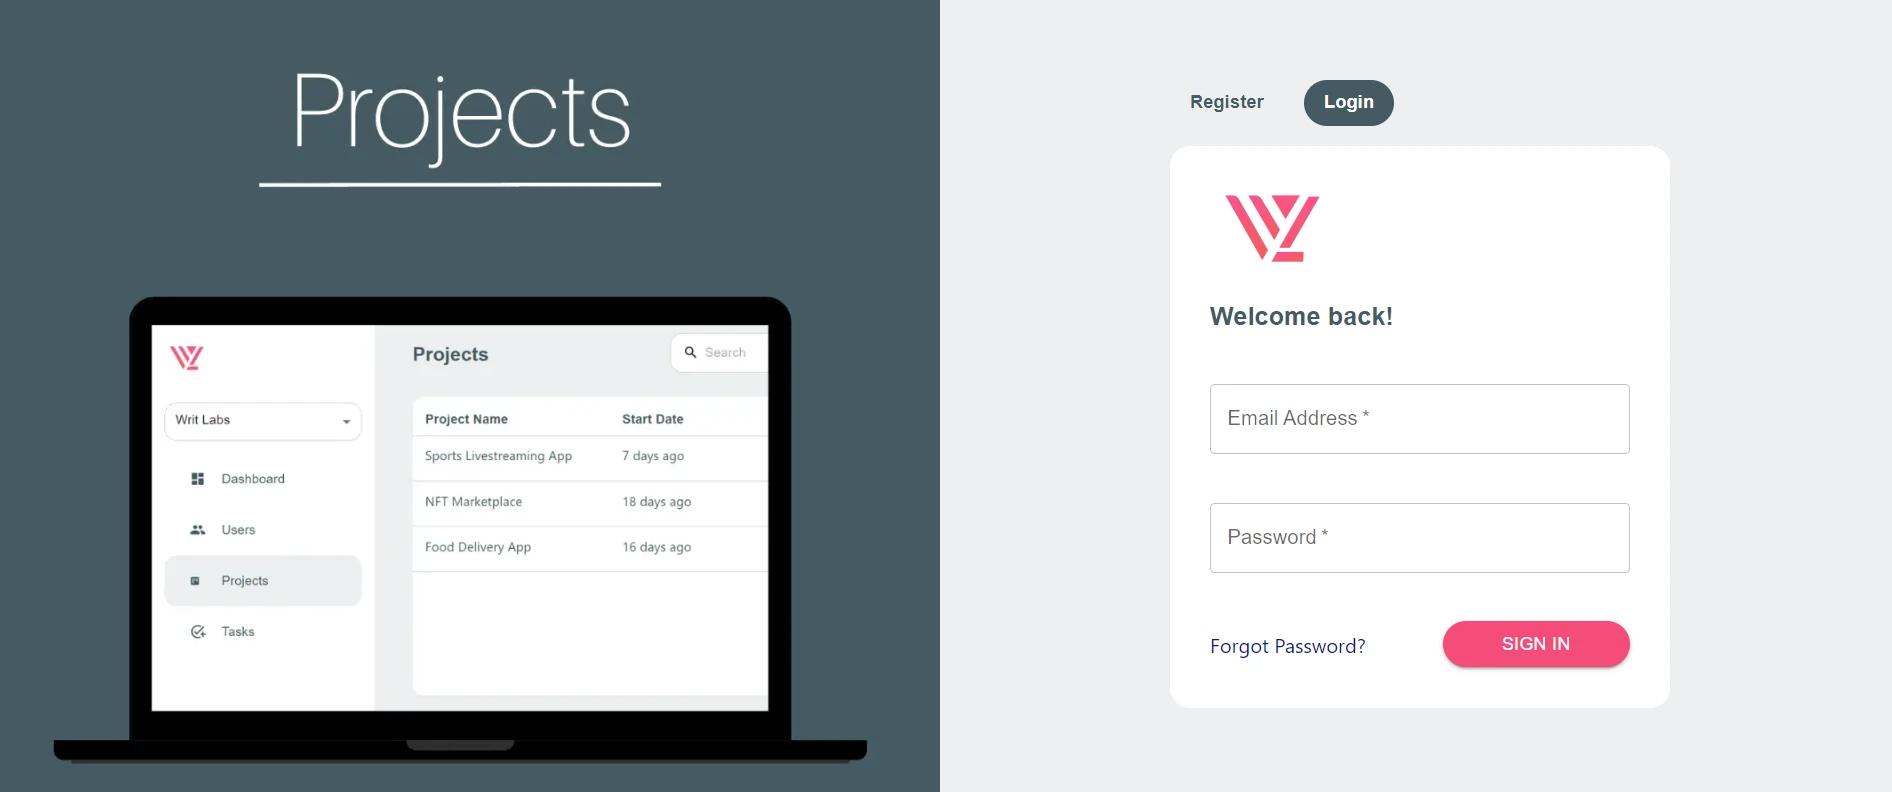 Projects
Projects
Search
Writ Labs
Project Name Start Date
Sports Livestreaming App 7 days ago
Dashboard
NFT Marketplace 18 days ago
Users
Food Delivery App 16 days ago
Projects
Tasks
Register Login
Welcome back!
Email Address *
Password *
Forgot Password? SIGN IN